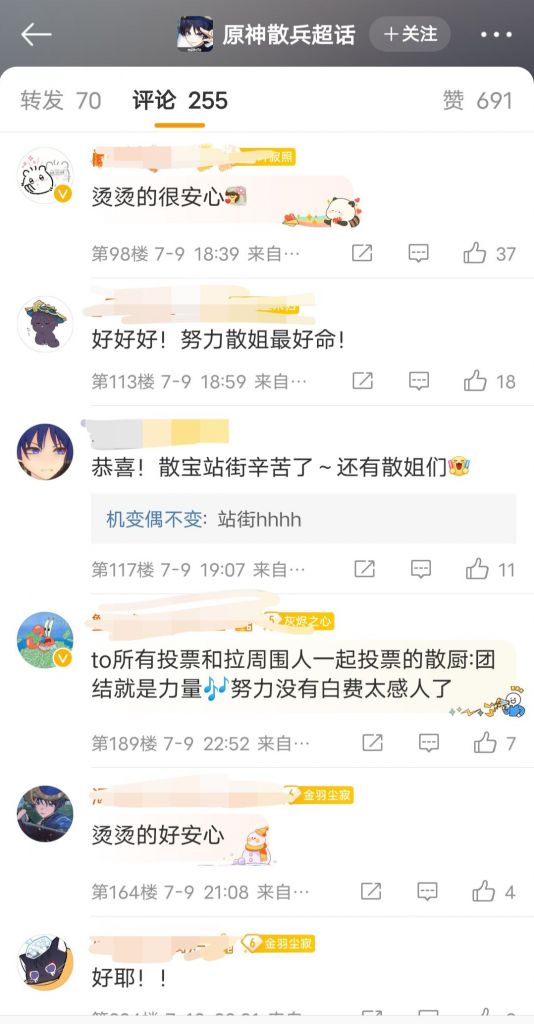 原神散兵超话
+关注
转发 70
评论 255
赞 691
烫烫的很安心
第98楼 7-9 18:39 来自…
37
好好好！努力散姐最好命！
第113楼 7-9 18:59 来自…
18
恭喜！散宝站街辛苦了～还有散姐们
机变偶不变: 站街hhhh
第117楼 7-9 19:07 来自…
11
5 灰烬之心
to所有投票和拉周围人一起投票的散厨:团
结就是力量🎶努力没有白费太感人了
第189楼 7-9 22:52 来自…
7
金羽尘寂
烫烫的好安心
第164楼 7-9 21:08 来自…
4
6 金羽尘寂
好耶！！